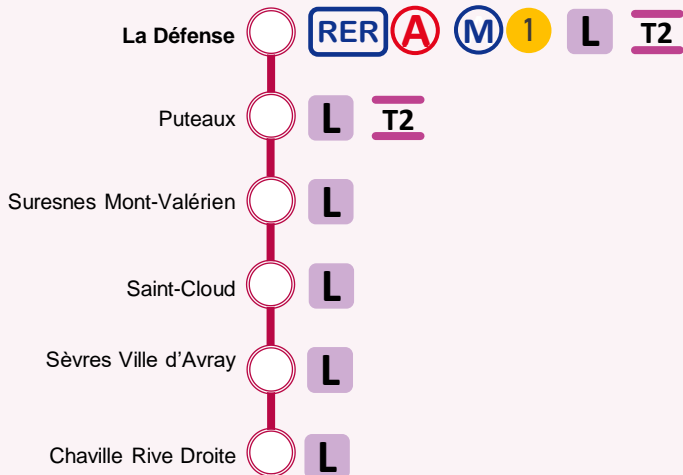 La Défense RER A M 1 L T2
Puteaux L T2
Suresnes Mont-Valérien L
Saint-Cloud L
Sèvres Ville d’Avray L
Chaville Rive Droite L